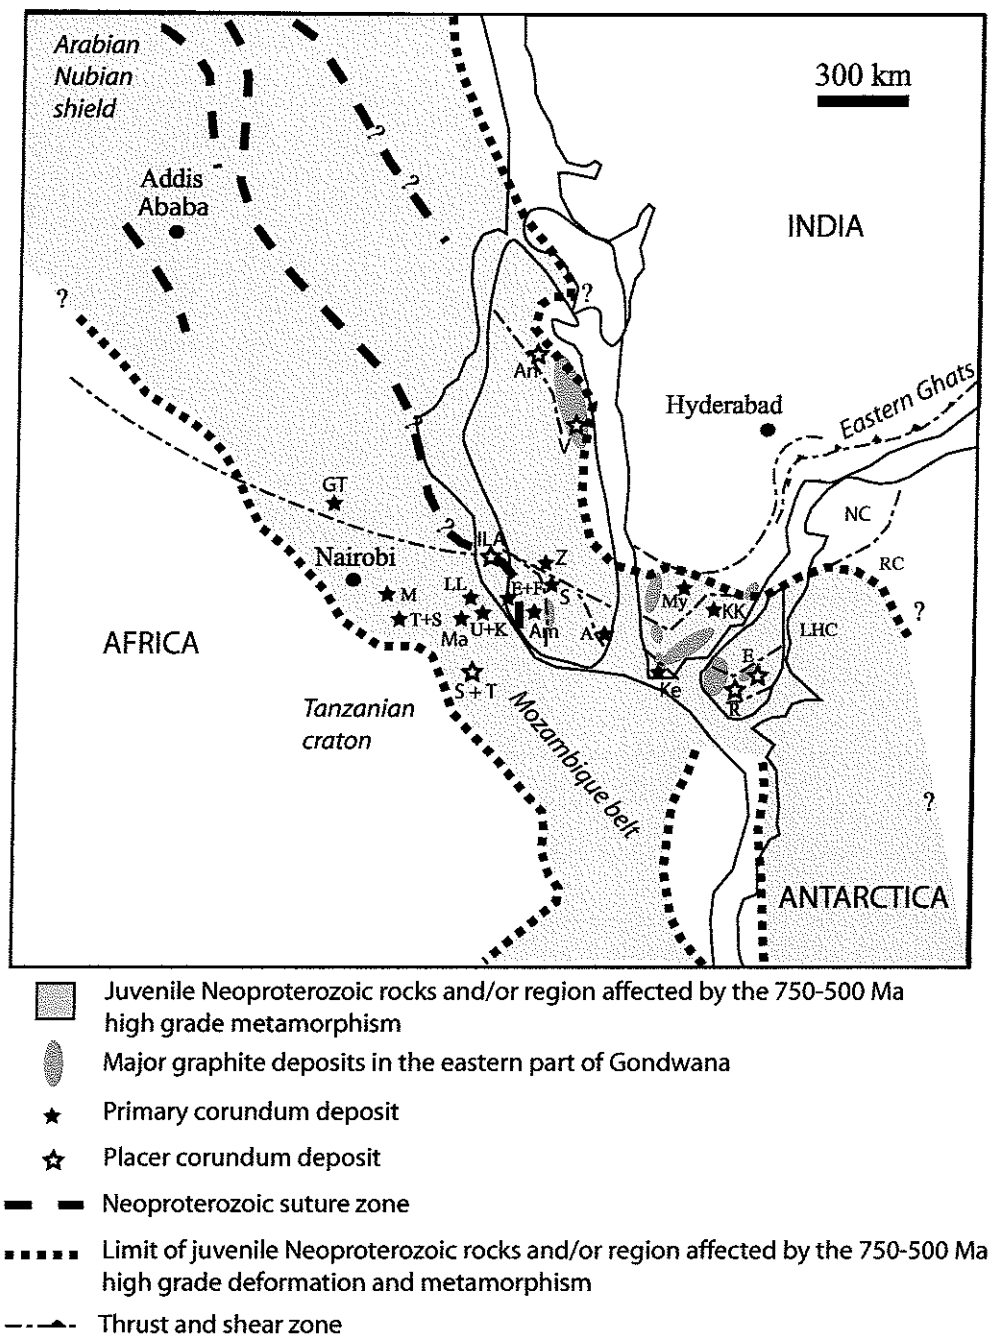 Arabian
Nubian
shield
300 km
Addis
Ababa
INDIA
?
?
?
?
An
Hyderabad
Eastern Ghats
?
V
GT
NC
?
ILA
Nairobi
Z
RC
M
LL
E+F
S
My
KK
?
T+S
U+K
Am
A
LHC
AFRICA
Ma
E
S + T
Ke
R
Tanzanian
craton
Mozambique belt
?
ANTARCTICA
Juvenile Neoproterozoic rocks and/or region affected by the 750-500 Ma
high grade metamorphism
Major graphite deposits in the eastern part of Gondwana
Primary corundum deposit
Placer corundum deposit
Neoproterozoic suture zone
Limit of juvenile Neoproterozoic rocks and/or region affected by the 750-500 Ma
high grade deformation and metamorphism
Thrust and shear zone